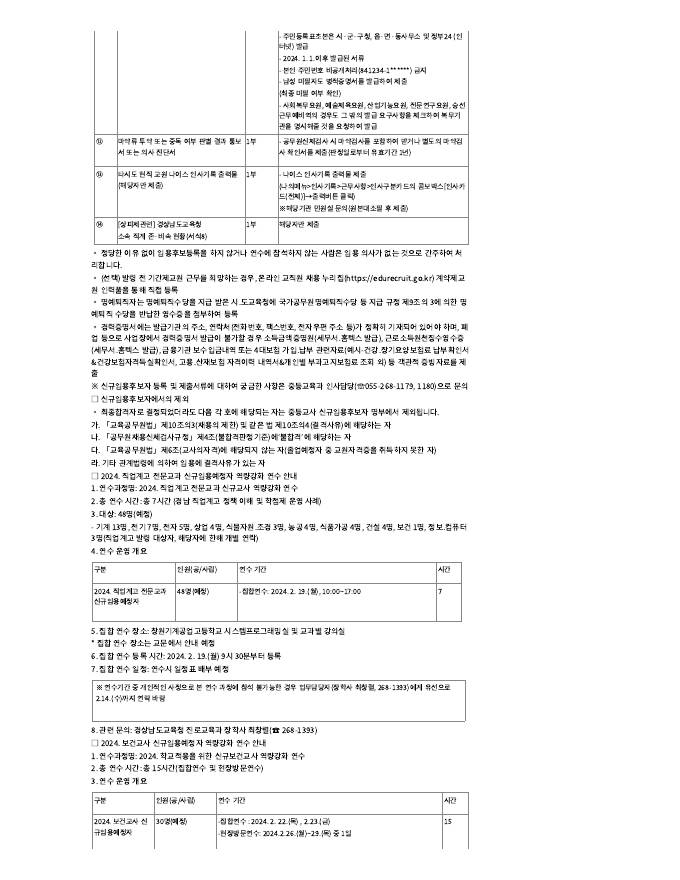 - 주민등록표초본은 시·군·구청, 읍·면·동사무소 및 정부24 (인
터넷) 발급
- 2024. 1. 1.이후 발급된 서류
- 본인 주민번호 비공개처리(841234-1******) 금지
- 남성 미필자도 병적증명서를 발급하여 제출
(최종 미필 여부 확인)
- 사회복무요원, 예술체육요원, 산업기능요원, 전문연구요원, 승선
근무예비역의 경우도 그 밖의 발급 요구사항을 체크하여 복무기
관을 명시해줄 것을 요청하여 발급
⑫ 마약류 투약 또는 중독 여부 판별 결과 통보 1부 - 공무원신체검사 시 마약검사를 포함하여 받거나 별도의 마약검
서 또는 의사 진단서 사 확인서를 제출(판정일로부터 유효기간 1년)
⑬ 타시도 현직 교원 나이스 인사기록 출력물 1부 - 나이스 인사기록 출력물 제출
(해당자만 제출) (나의메뉴>인사기록>근무사항>인사구분카드의 콤보박스[인사카
드(전체)]→출력버튼 클릭)
※해당기관 민원실 문의(원본대조필 후 제출)
⑭ [상피제관련] 경상남도교육청 1부 해당자만 제출
소속 직계 존·비속 현황(서식8)
◦ 정당한 이유 없이 임용후보등록을 하지 않거나 연수에 참석하지 않는 사람은 임용 의사가 없는 것으로 간주하여 처
리합니다.
◦ (선택) 발령 전 기간제교원 근무를 희망하는 경우, 온라인 교직원 채용 누리집(https://edurecruit.go.kr) 계약제교
원 인력풀을 통해 직접 등록
◦ 명예퇴직자는 명예퇴직수당을 지급 받은 시.도교육청에 국가공무원명예퇴직수당 등 지급 규정 제9조의 3에 의한 명
예퇴직 수당을 반납한 영수증을 첨부하여 등록
◦ 경력증명서에는 발급기관의 주소, 연락처(전화번호, 팩스번호, 전자우편 주소 등)가 정확히 기재되어 있어야 하며, 폐
업 등으로 사업장에서 경력증명서 발급이 불가할 경우 소득금액증명원(세무서.홈텍스 발급), 근로소득원천징수영수증
(세무서.홈텍스 발급), 금융기관 보수입금내역 또는 4대보험 가입.납부 관련자료(예시-건강.장기요양보험료 납부확인서
&건강보험자격득실확인서, 고용.산재보험 자격이력 내역서&개인별 부과고지보험료 조회 외) 등 객관적 증빙자료를 제
출
※ 신규임용후보자 등록 및 제출서류에 대하여 궁금한 사항은 중등교육과 인사담당(☎055-268-1179, 1180)으로 문의
□ 신규임용후보자에서의 제외
◦ 최종합격자로 결정되었더라도 다음 각 호에 해당되는 자는 중등교사 신규임용후보자 명부에서 제외됩니다.
가. 「교육공무원법」 제10조의3(채용의 제한) 및 같은 법 제10조의4(결격사유)에 해당하는 자
나. 「공무원채용신체검사규정」 제4조(불합격판정기준)에'불합격'에 해당하는 자
다. 「교육공무원법」 제6조(교사의자격)에 해당되지 않는 자(졸업예정자 중 교원자격증을 취득하지 못한 자)
라. 기타 관계법령에 의하여 임용에 결격사유가 있는 자
□ 2024. 직업계고 전문교과 신규임용예정자 역량강화 연수 안내
1. 연수과정명: 2024. 직업계고 전문교과 신규교사 역량강화 연수
2. 총 연수 시간: 총 7시간 (경남 직업계고 정책 이해 및 학점제 운영 사례)
3. 대상: 48명(예정)
- 기계 13명, 전기 7명, 전자 5명, 상업 4명, 식물자원.조경 3명, 농공 4명, 식품가공 4명, 건설 4명, 보건 1명, 정보.컴퓨터
3명(직업계고 발령 대상자, 해당자에 한해 개별 연락)
4. 연수 운영 개요
구분 인원(공/사립) 연수 기간 시간
2024. 직업계고 전문교과 48명(예정) -집합연수: 2024. 2. 19.(월), 10:00~17:00 7
신규임용예정자
5. 집합 연수 장소: 창원기계공업고등학교 시스템프로그래밍실 및 교과별 강의실
* 집합 연수 장소는 교문에서 안내 예정
6. 집합 연수 등록 시간: 2024. 2. 19.(월) 9시 30분부터 등록
7. 집합 연수 일정: 연수시 일정표 배부 예정
※ 연수기간 중 개인적인 사정으로 본 연수 과정에 참석 불가능한 경우 업무담당자(장학사 최창렬, 268-1393)에게 유선으로
2.14.(수)까지 연락 바람
8. 관련 문의: 경상남도교육청 진로교육과 장학사 최창렬(☎ 268-1393)
□ 2024. 보건교사 신규임용예정자 역량강화 연수 안내
1. 연수과정명: 2024. 학교적응을 위한 신규보건교사 역량강화 연수
2. 총 연수 시간: 총 15시간(집합연수 및 현장방문연수)
3. 연수 운영 개요
구분 인원(공/사립) 연수 기간 시간
2024. 보건교사 신 30명(예정) -집합연수 : 2024. 2. 22.(목) , 2.23.(금) 15
규임용예정자 -현장방문연수: 2024.2.26.(월)~29.(목) 중 1일